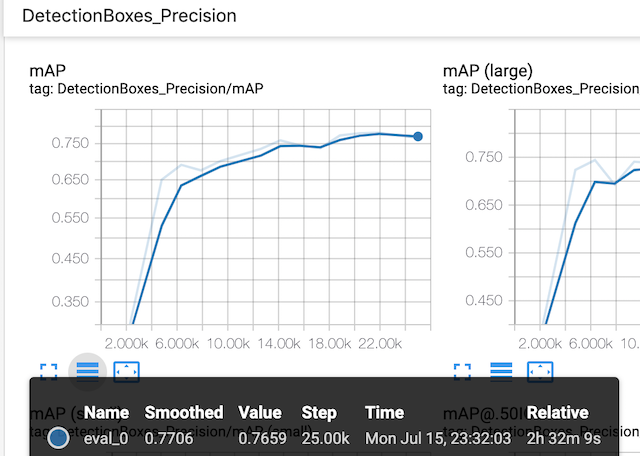 DetectionBoxes_Precision
mAP
tag: DetectionBoxes_Precision/mAP
0.750
0.650
0.550
0.450
0.350
2.000k 6.000k 10.00k 14.00k 18.00k 22.00k
mAP (large)
tag: DetectionBoxes_Precision
0.750
0.650
0.550
0.450
2.000k 6.000k 10.
mAP (s
mAP@.50I
tag: DetectionBoxes_Precision/mAP (small)
tag: DetectionBoxes_Precision
Name Smoothed Value Step Time Relative
eval_0 0.7706 0.7659 25.00k Mon Jul 15, 23:32:03 2h 32m 9s